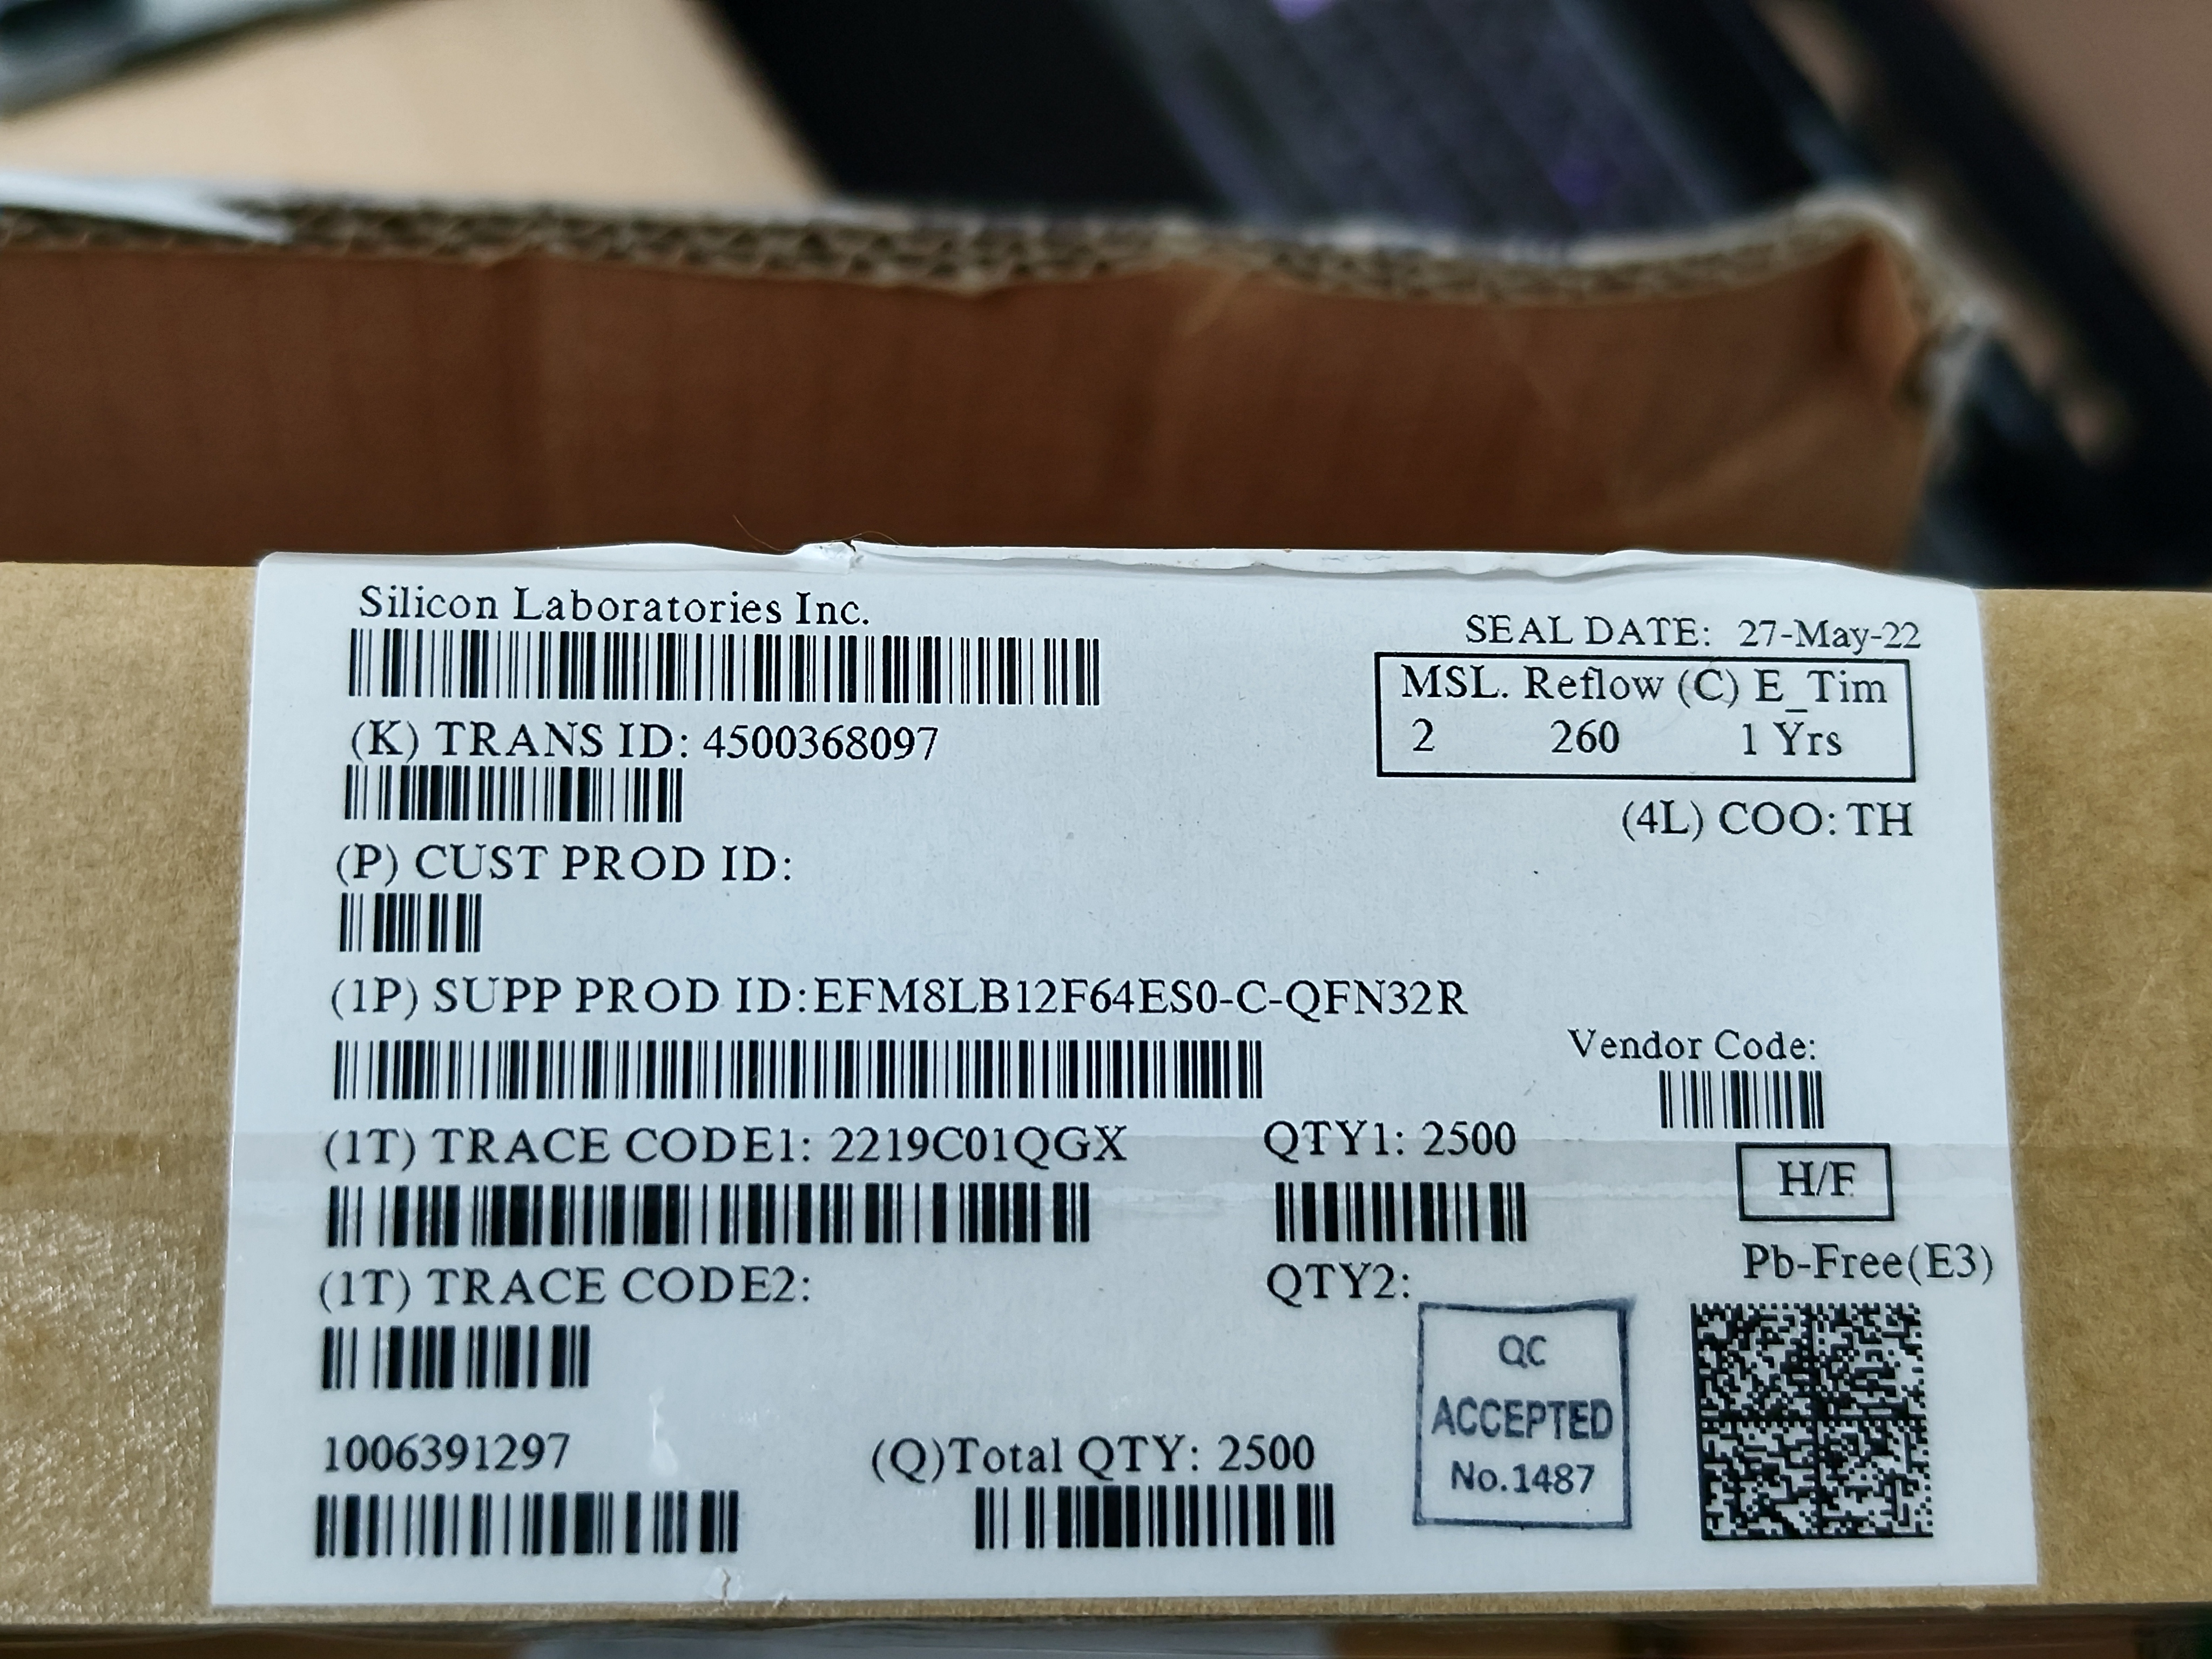 Silicon Laboratories Inc.
SEAL DATE: 27-May-22
MSL. Reflow (C) E_Tim
2 260 1 Yrs
(K) TRANS ID: 4500368097
(4L) COO: TH
(P) CUST PROD ID:
(1P) SUPP PROD ID:EFM8LB12F64ES0-C-QFN32R
Vendor Code:
(1T) TRACE CODE1: 2219C01QGX QTY1: 2500
H/F
Pb-Free(E3)
(1T) TRACE CODE2: QTY2:
QC
ACCEPTED
No.1487
1006391297 (Q)Total QTY: 2500